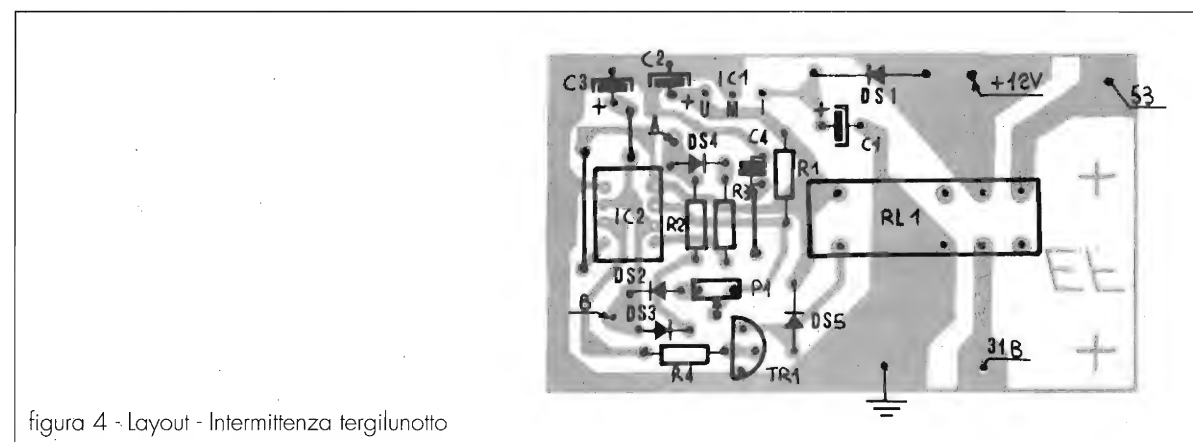 C3
C2
IC1
+
+
U
M
I
DS1
+12V
53
+
C1
A
DS4
C4
R1
R3
IC2
R2
RL1
DS2
P1
B
DS3
DS5
R4
TR1
31B
EF
figura 4 - Layout - Intermittenza tergilunotto